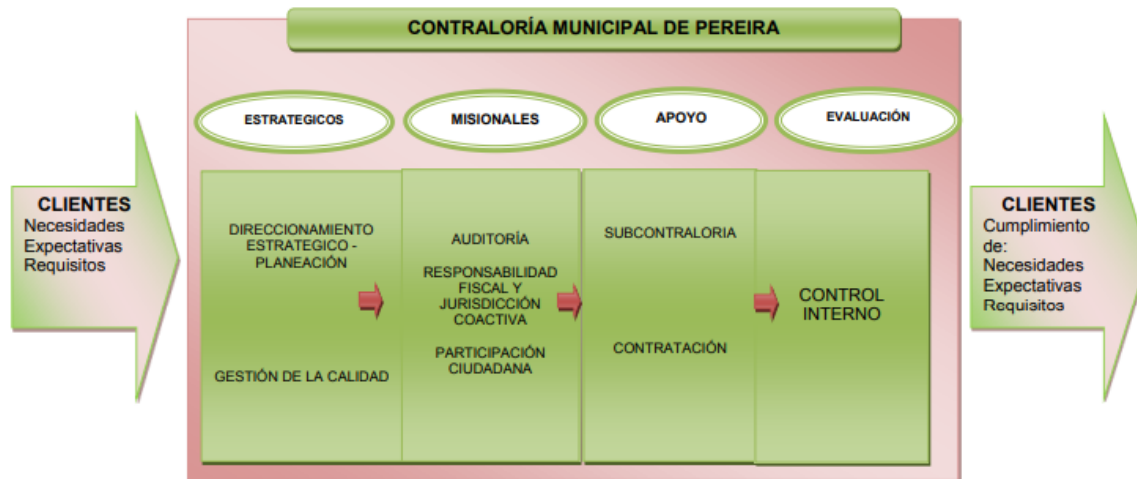 CONTRALORÍA MUNICIPAL DE PEREIRA
ESTRATEGICOS
MISIONALES
APOYO
EVALUACIÓN
CLIENTES
Necesidades
Expectativas
Requisitos
DIRECCIONAMIENTO
ESTRATEGICO -
PLANEACIÓN
GESTIÓN DE LA CALIDAD
AUDITORÍA
RESPONSABILIDAD
FISCAL Y
JURISDICCIÓN
COACTIVA
PARTICIPACIÓN
CIUDADANA
SUBCONTRALORIA
CONTRATACIÓN
CONTROL
INTERNO
CLIENTES
Cumplimiento
de:
Necesidades
Expectativas
Requisitos